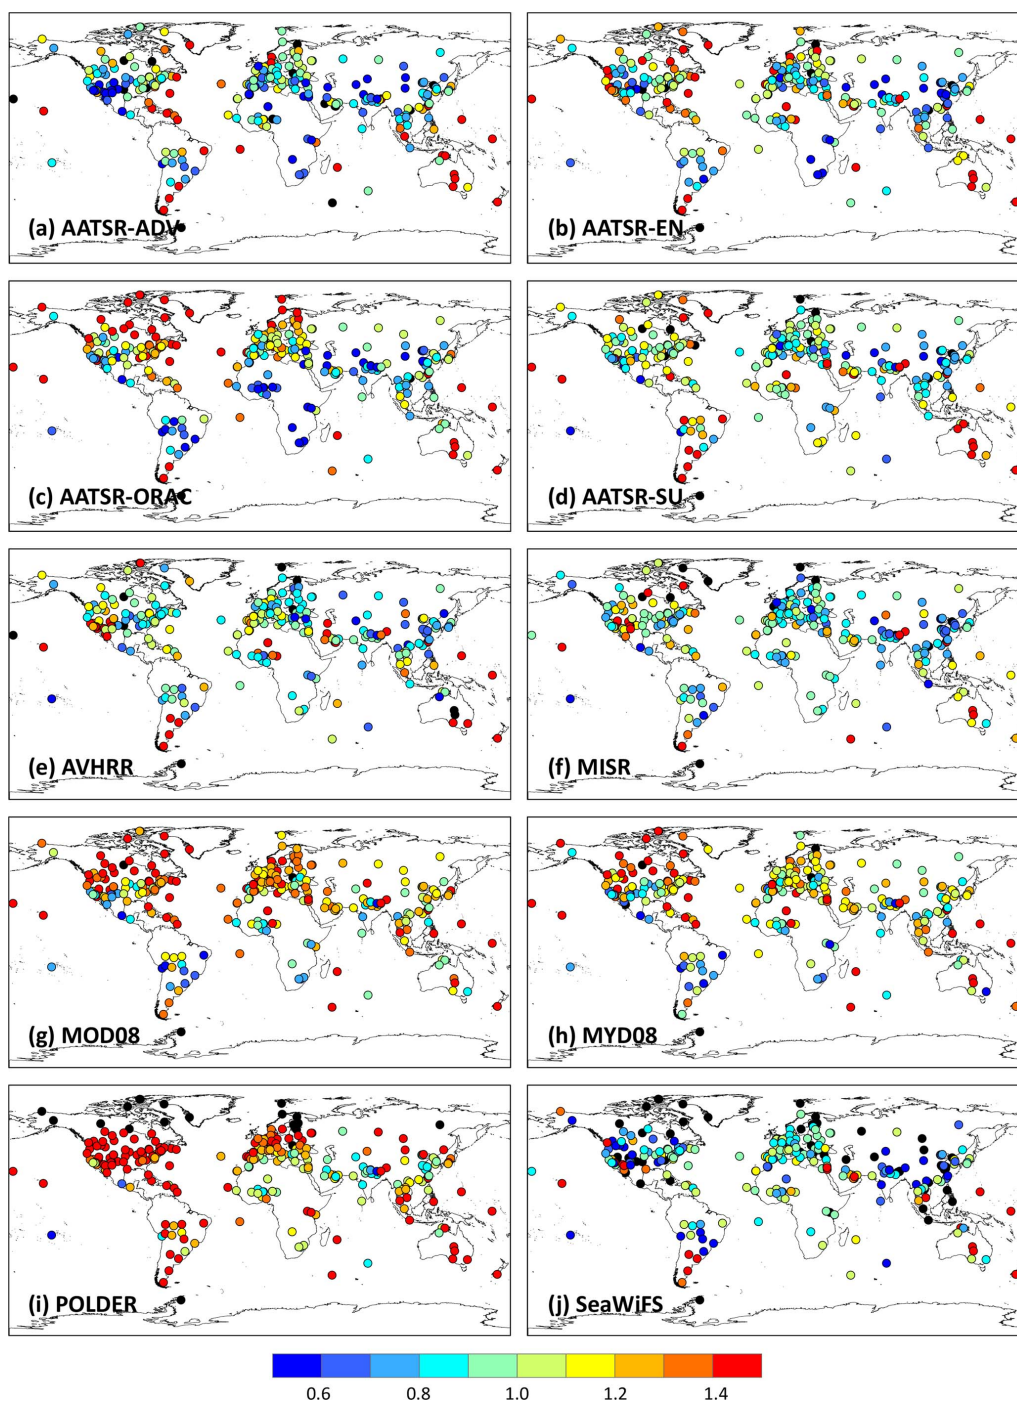 (a) AATSR-ADV
(b) AATSR-EN
(c) AATSR-ORAC
(d) AATSR-SU
(e) AVHRR
(f) MISR
(g) MOD08
(h) MYD08
(i) POLDER
(j) SeaWiFS
0.6 0.8 1.0 1.2 1.4